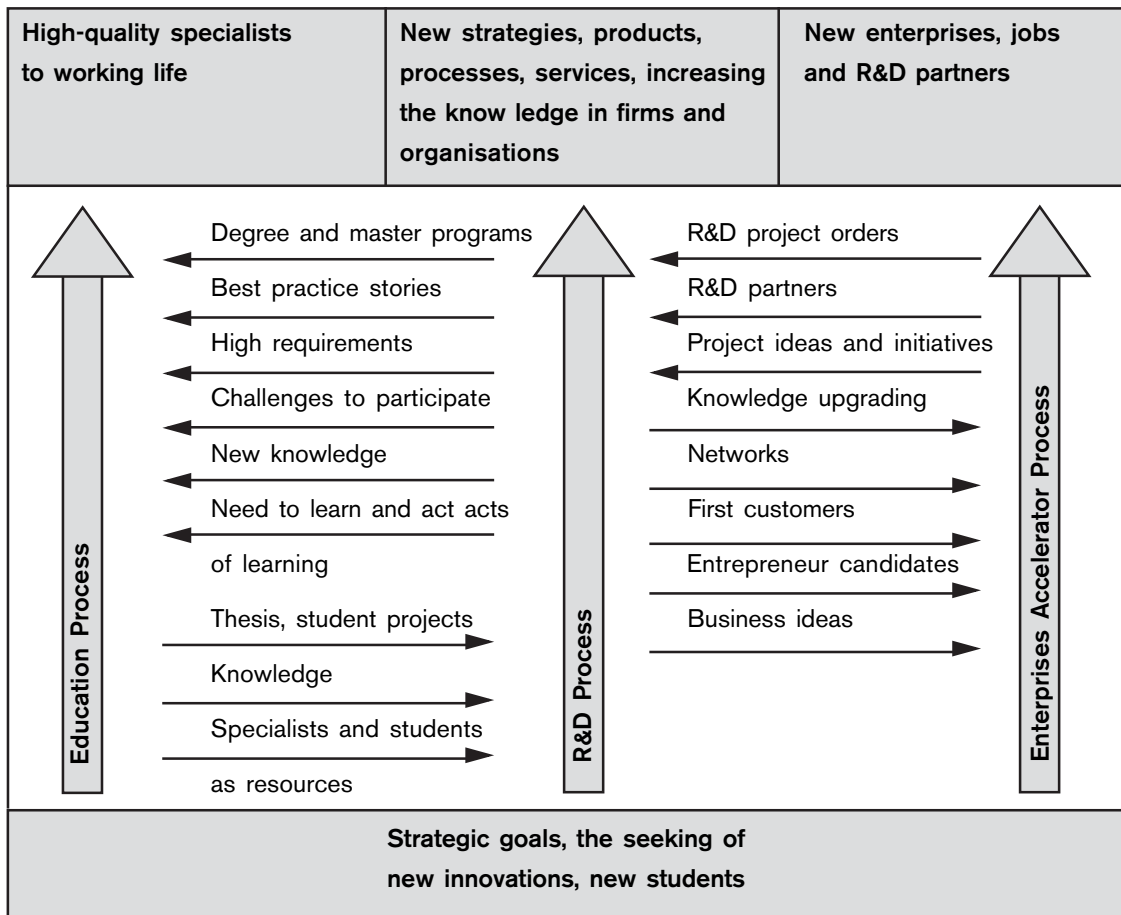 High-quality specialists
to working life
New strategies, products,
processes, services, increasing
the know ledge in firms and
organisations
New enterprises, jobs
and R&D partners
Education Process
Degree and master programs
Best practice stories
High requirements
Challenges to participate
New knowledge
Need to learn and act acts
of learning
Thesis, student projects
Knowledge
Specialists and students
as resources
R&D Process
R&D project orders
R&D partners
Project ideas and initiatives
Knowledge upgrading
Networks
First customers
Entrepreneur candidates
Business ideas
Enterprises Accelerator Process
Strategic goals, the seeking of
new innovations, new students